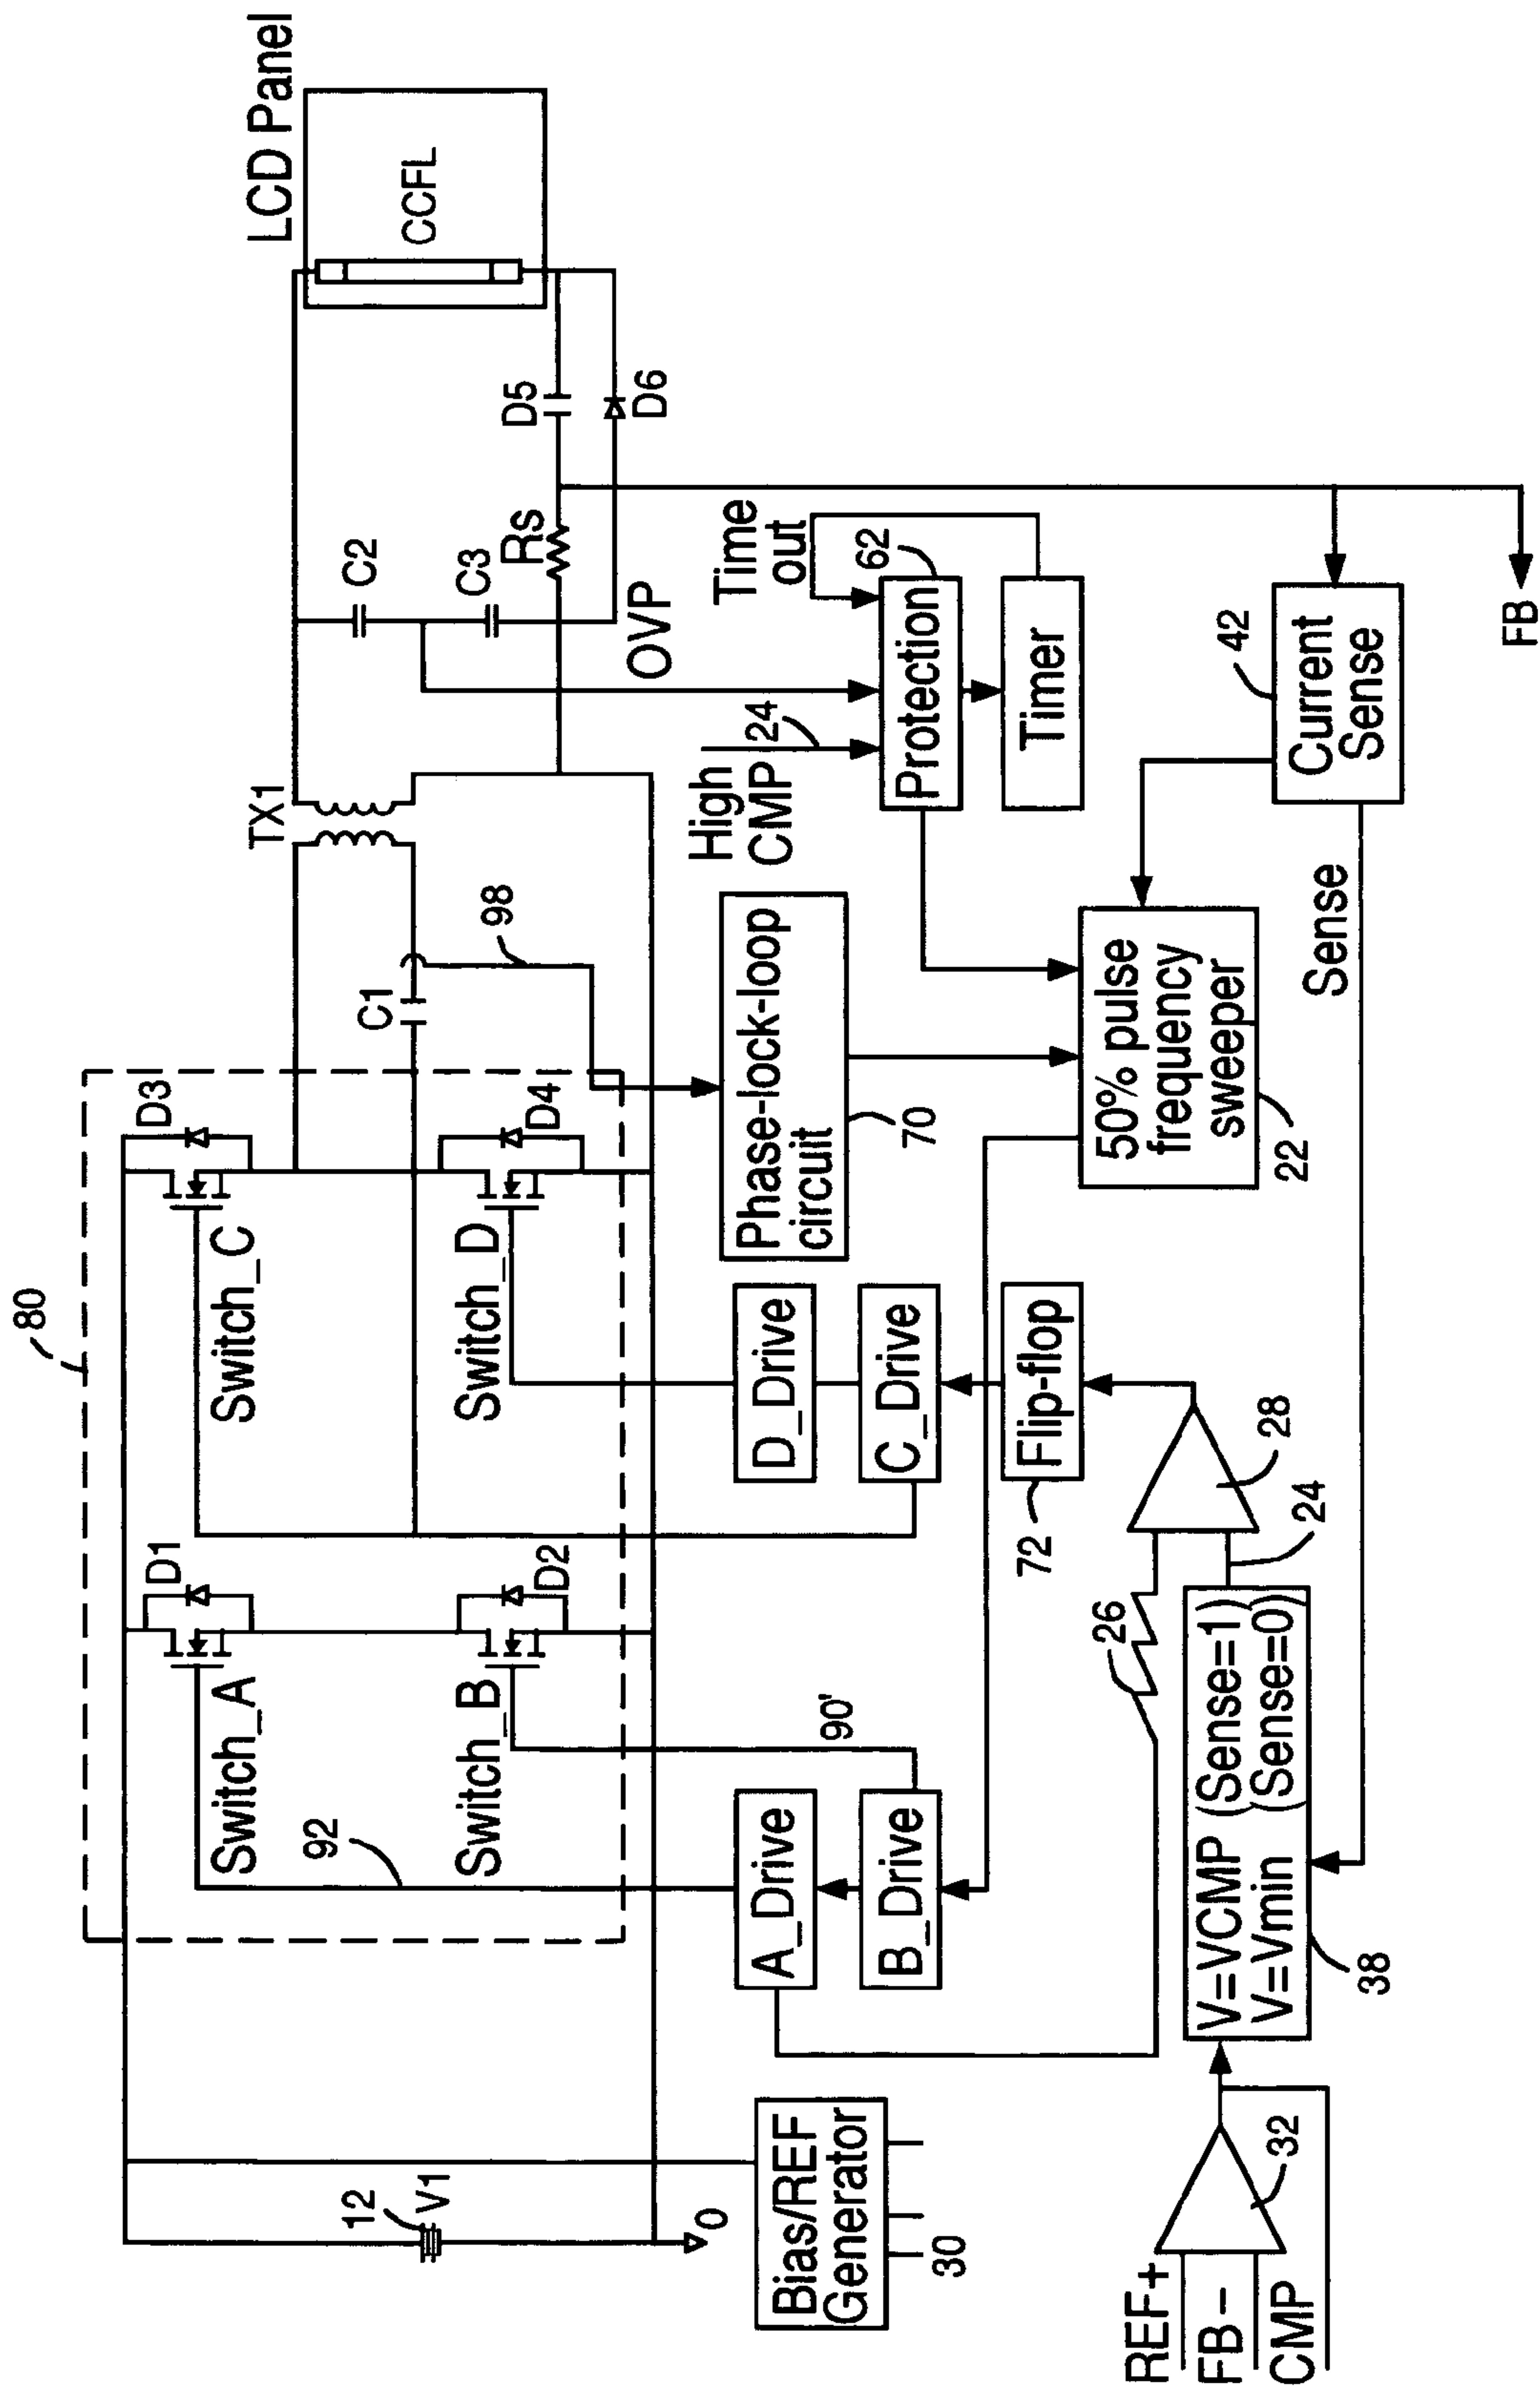 80
LCD Panel
CCFL
TX1
C2
C3
D5
D6
Rs
OVP
C1
98
D3
D4
Switch_C
Switch_D
D1
D2
Switch_A
Switch_B
92
90'
12
V1
0
Bias/REF
Generator
30
A_Drive
B_Drive
D_Drive
C_Drive
Flip-flop
72
Phase-lock-loop
circuit
70
High
CMP
24
Time
out
62
Protection
Timer
50% pulse
frequency
sweeper
22
Current
Sense
42
Sense
FB
26
28
24
V=VCMP (Sense=1)
V=Vmin (Sense=0)
38
32
REF+
FB-
CMP